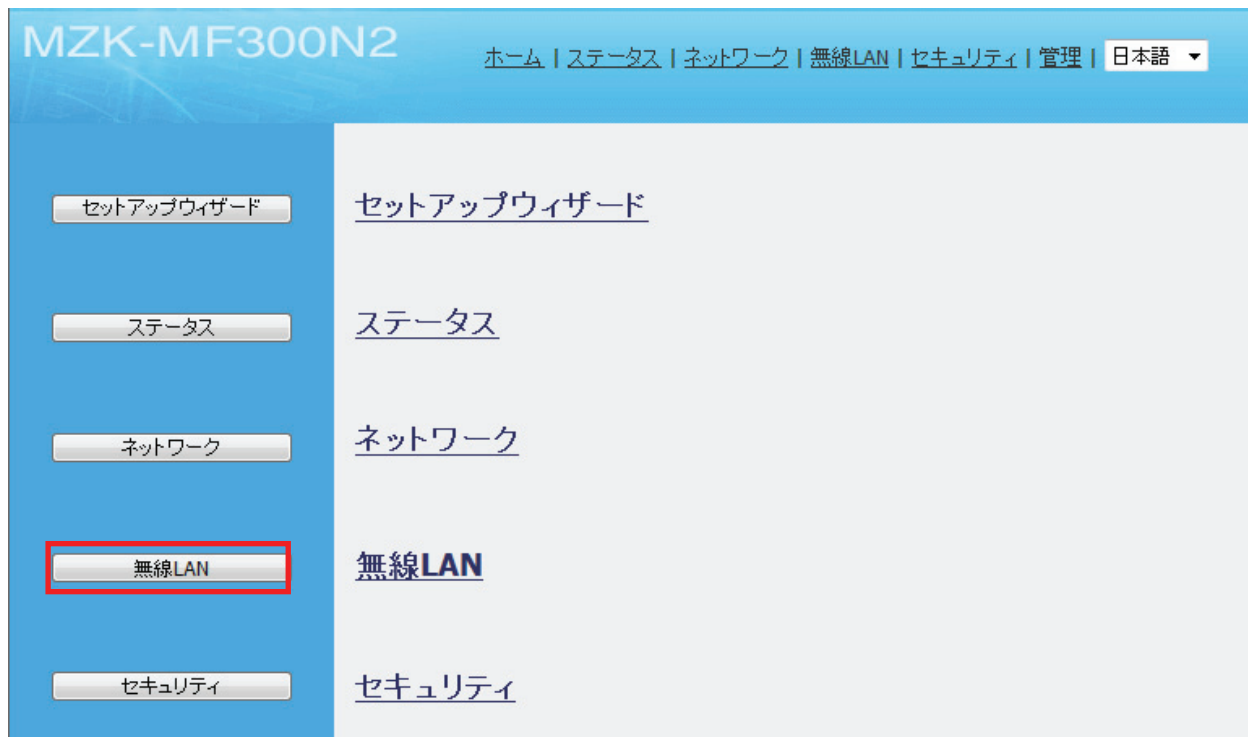 MZK-MF300N2
ホーム | ステータス | ネットワーク | 無線LAN | セキュリティ | 管理 | 日本語
セットアップウィザード セットアップウィザード
ステータス ステータス
ネットワーク ネットワーク
無線LAN 無線LAN
セキュリティ セキュリティ